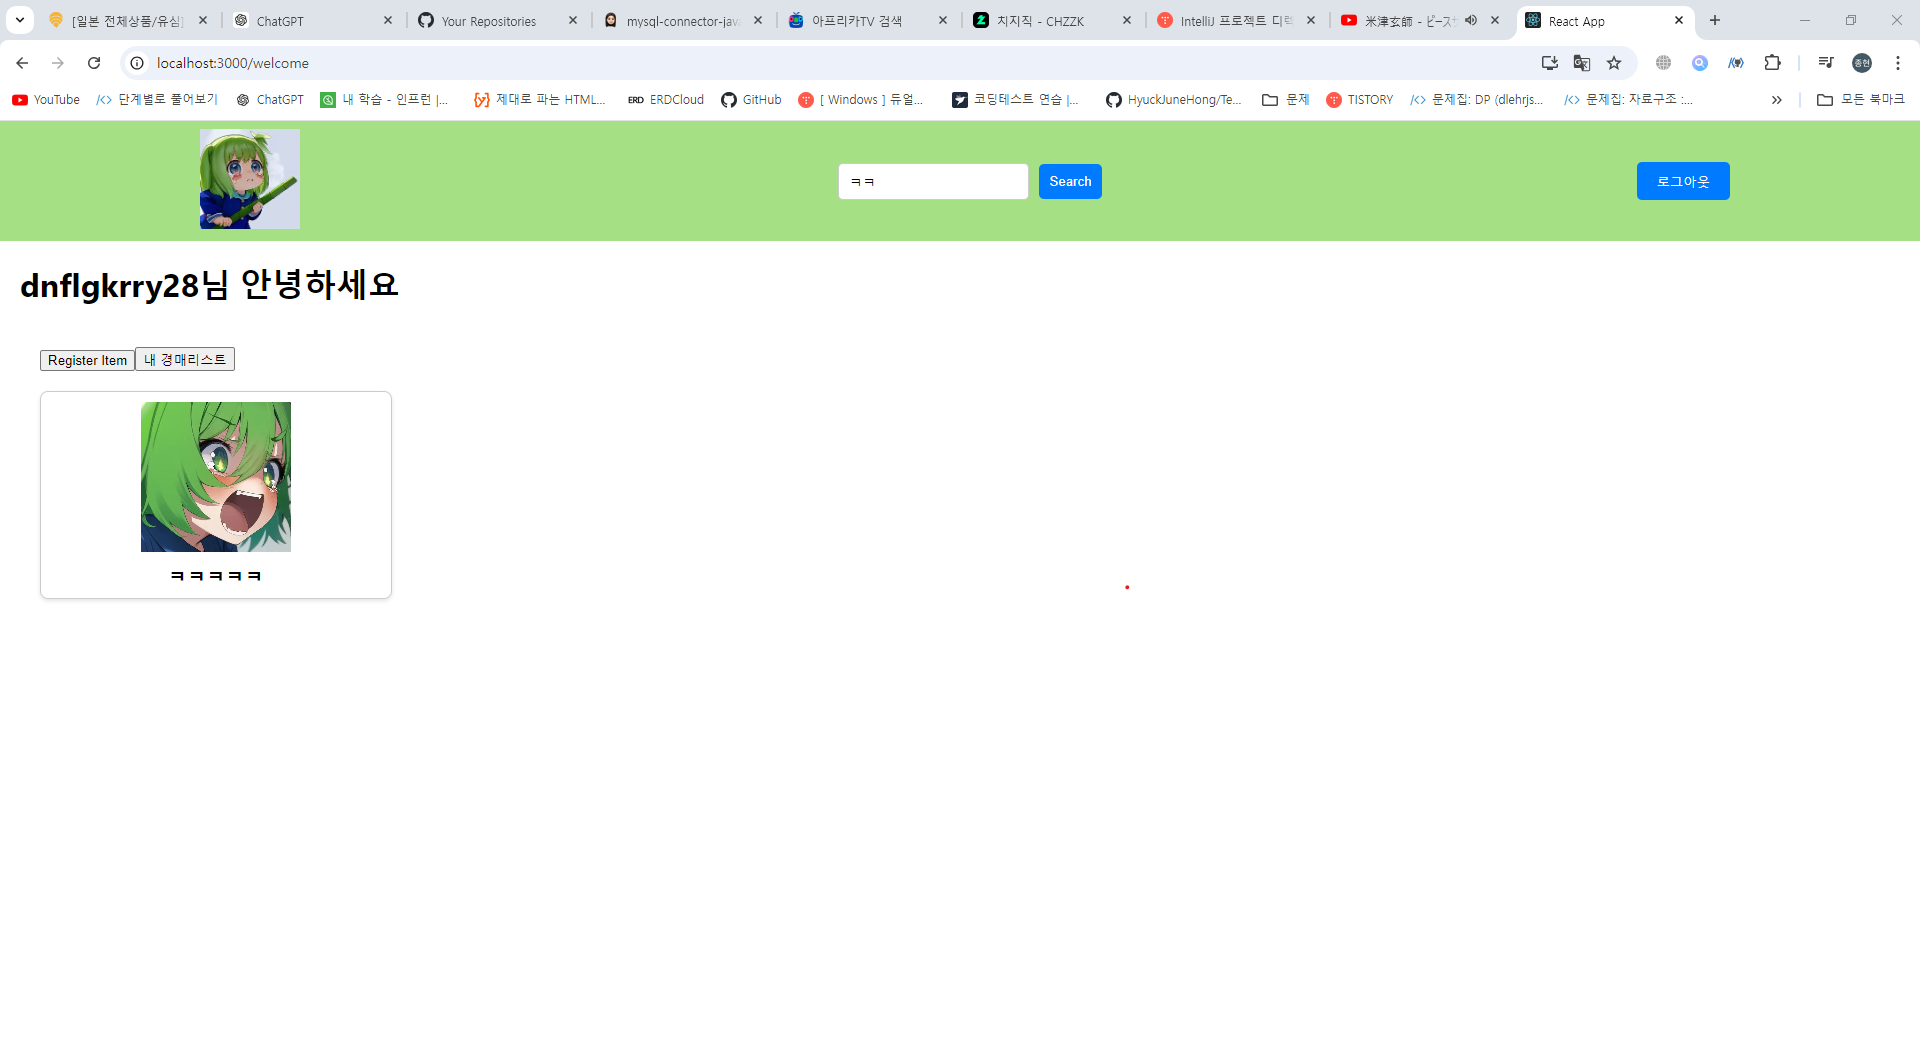 [일본 전체상품/유심]
ChatGPT
Your Repositories
mysql-connector-jav
아프리카TV 검색
치지직 - CHZZK
IntelliJ 프로젝트 디렉
米津玄師 - ピース
React App
localhost:3000/welcome
종현
YouTube
단계별로 풀어보기
ChatGPT
내 학습 - 인프런 |...
제대로 파는 HTML...
ERD ERDCloud
GitHub
[ Windows ] 듀얼...
코딩테스트 연습 |...
HyuckJuneHong/Te...
문제
TISTORY
문제집: DP (dlehrjs...
문제집: 자료구조 :...
모든 북마크
ㅋㅋ
Search
로그아웃
dnflgkrry28님 안녕하세요
Register Item
내 경매리스트
ㅋㅋㅋㅋㅋ